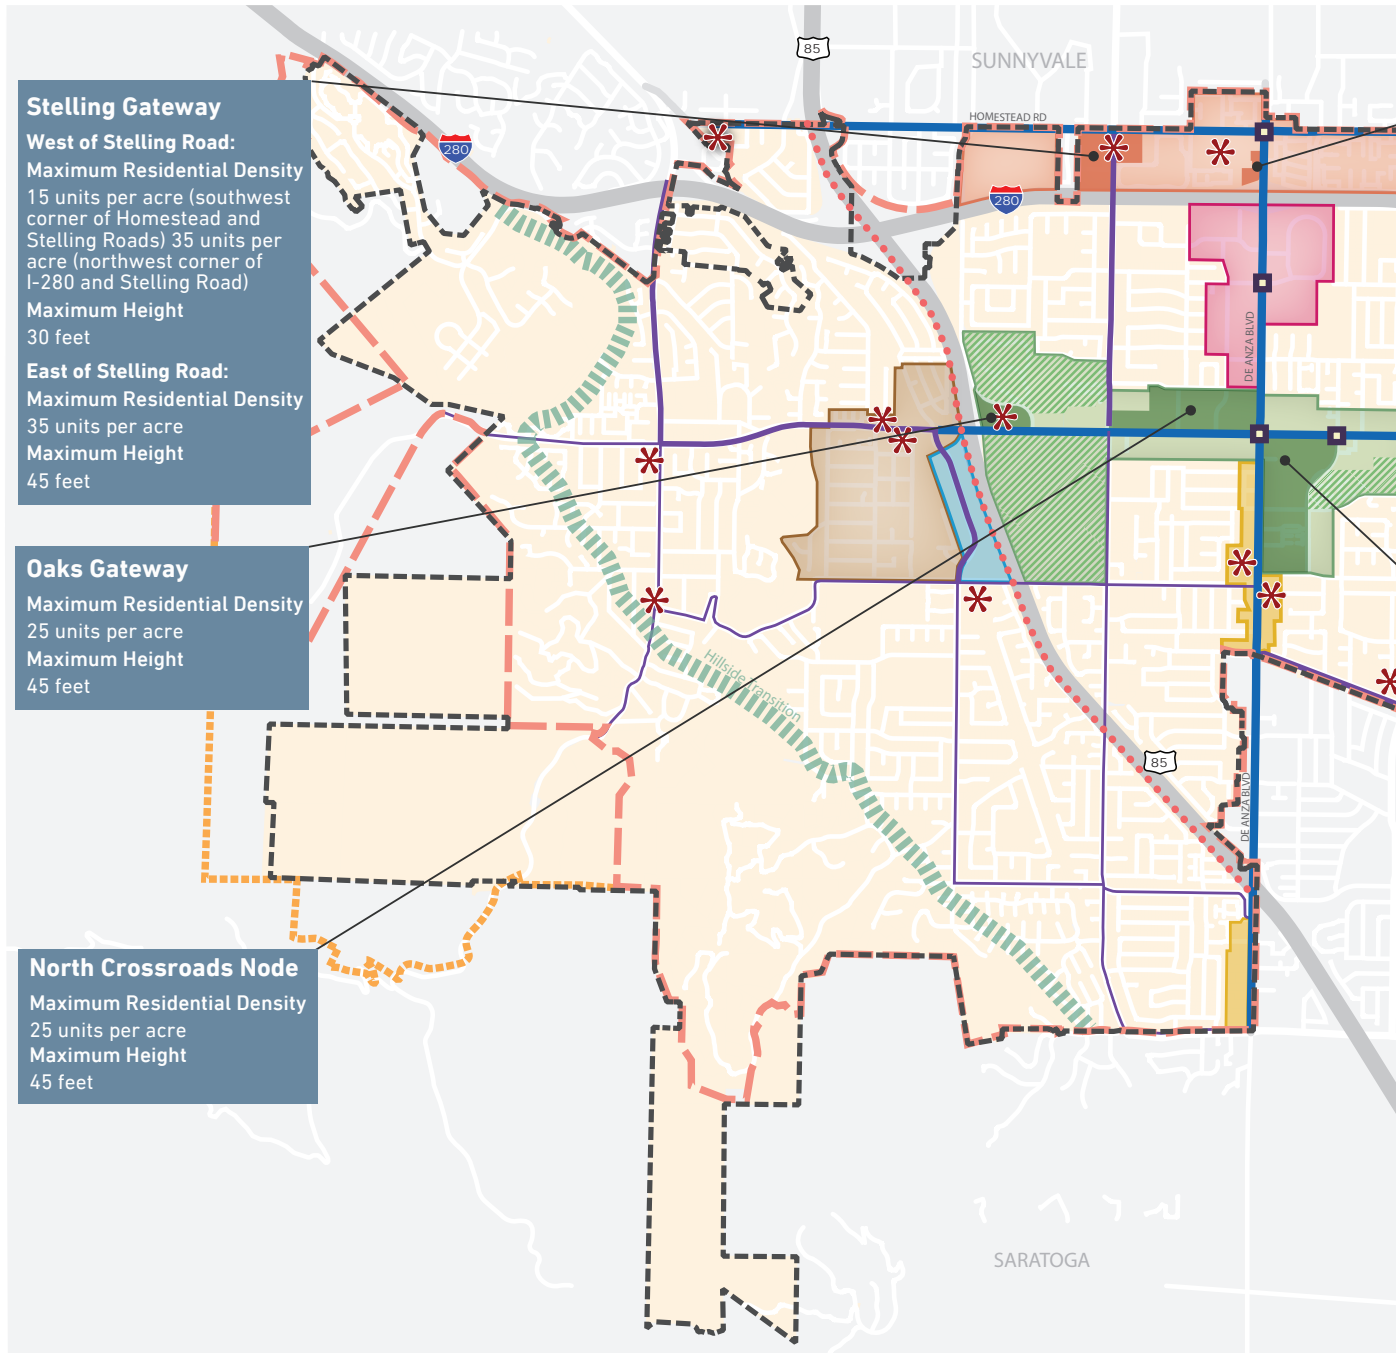 85
SUNNYVALE
HOMESTEAD RD
280
280
Stelling Gateway
West of Stelling Road:
Maximum Residential Density
15 units per acre (southwest
corner of Homestead and
Stelling Roads) 35 units per
acre (northwest corner of
I-280 and Stelling Road)
Maximum Height
30 feet
East of Stelling Road:
Maximum Residential Density
35 units per acre
Maximum Height
45 feet
DE ANZA BLVD
Oaks Gateway
Maximum Residential Density
25 units per acre
Maximum Height
45 feet
Hillside Transition
85
DE ANZA BLVD
North Crossroads Node
Maximum Residential Density
25 units per acre
Maximum Height
45 feet
SARATOGA